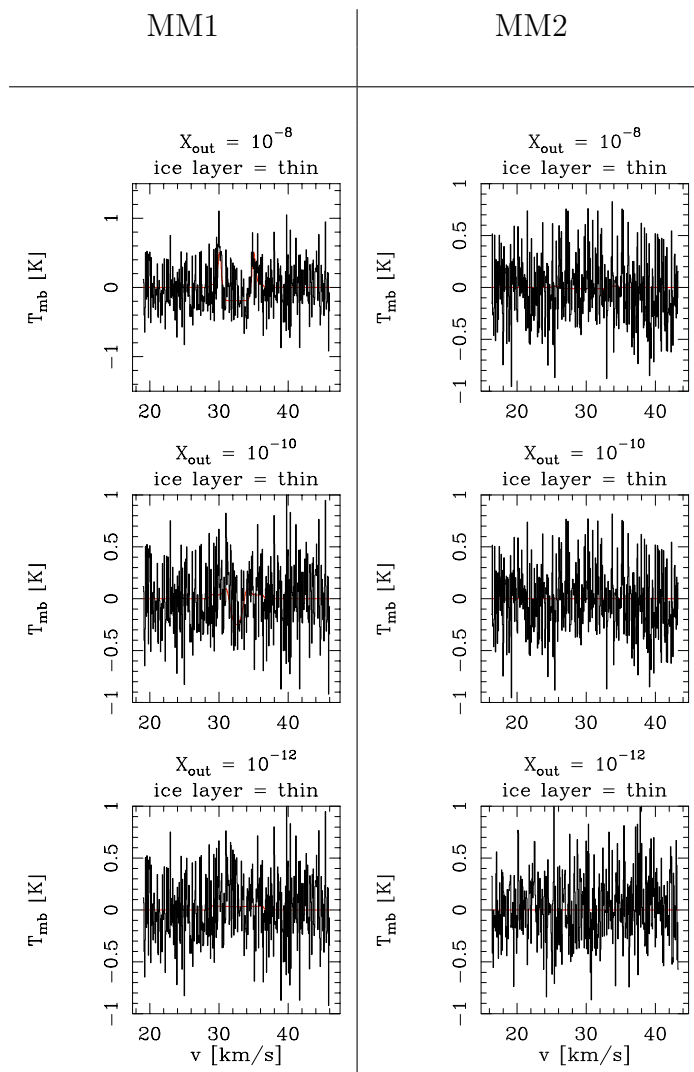 MM1 MM2
X_out = 10^-8
ice layer = thin
T_mb [K]
1
0
−1
20 30 40
X_out = 10^-8
ice layer = thin
T_mb [K]
1
0.5
0
−0.5
−1
20 30 40
X_out = 10^-10
ice layer = thin
T_mb [K]
1
0.5
0
−0.5
−1
20 30 40
X_out = 10^-10
ice layer = thin
T_mb [K]
1
0.5
0
−0.5
−1
20 30 40
X_out = 10^-12
ice layer = thin
T_mb [K]
1
0.5
0
−0.5
−1
20 30 40
v [km/s]
X_out = 10^-12
ice layer = thin
T_mb [K]
1
0.5
0
−0.5
−1
20 30 40
v [km/s]